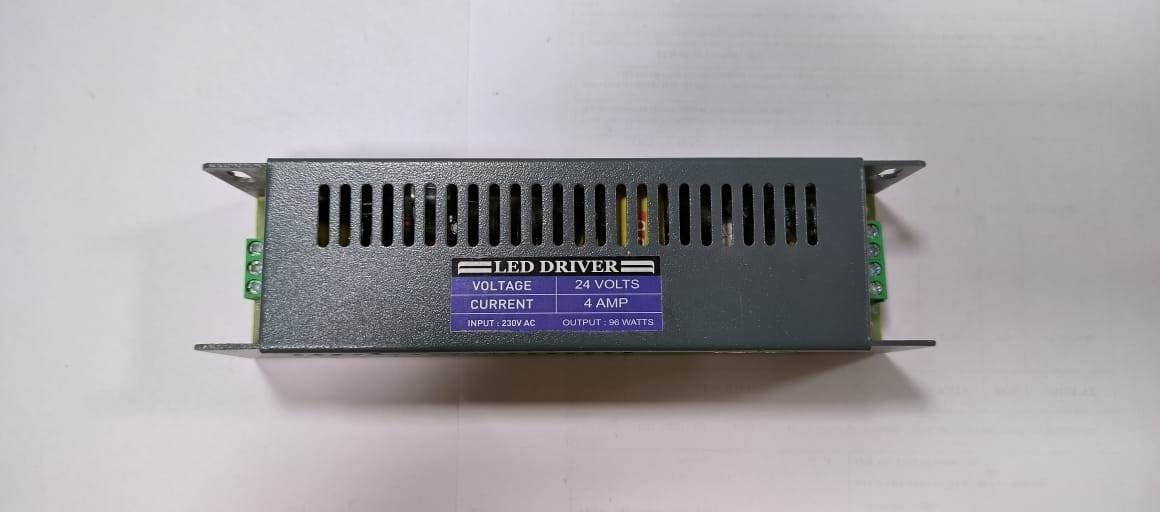 LED DRIVER
VOLTAGE 24 VOLTS
CURRENT 4 AMP
INPUT : 230V AC OUTPUT : 96 WATTS